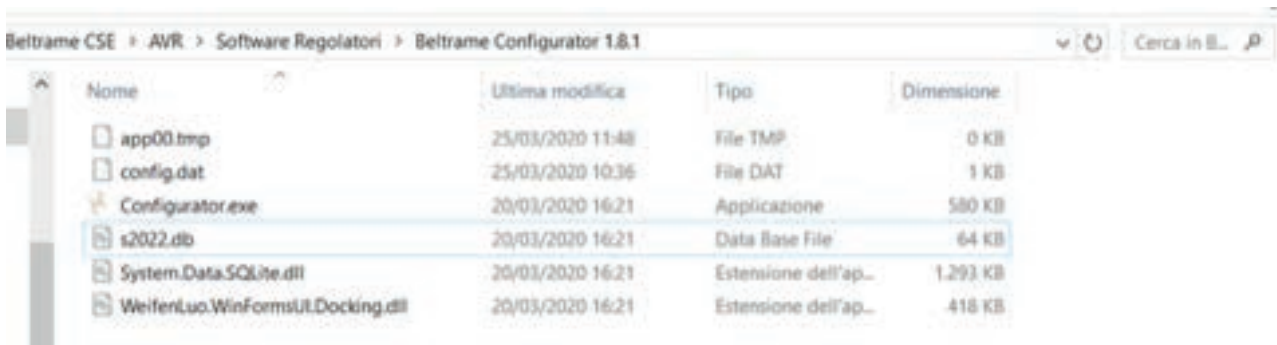 Beltrame CSE > AVR > Software Regolatori > Beltrame Configurator 1.8.1 Cerca in B...
Nome Ultima modifica Tipo Dimensione
app00.tmp 25/03/2020 11:48 File TMP 0 KB
config.dat 25/03/2020 10:36 File DAT 1 KB
Configurator.exe 20/03/2020 16:21 Applicazione 580 KB
s2022.db 20/03/2020 16:21 Data Base File 64 KB
System.Data.SQLite.dll 20/03/2020 16:21 Estensione dell'ap... 1.293 KB
WeifenLuo.WinFormsUI.Docking.dll 20/03/2020 16:21 Estensione dell'ap... 418 KB